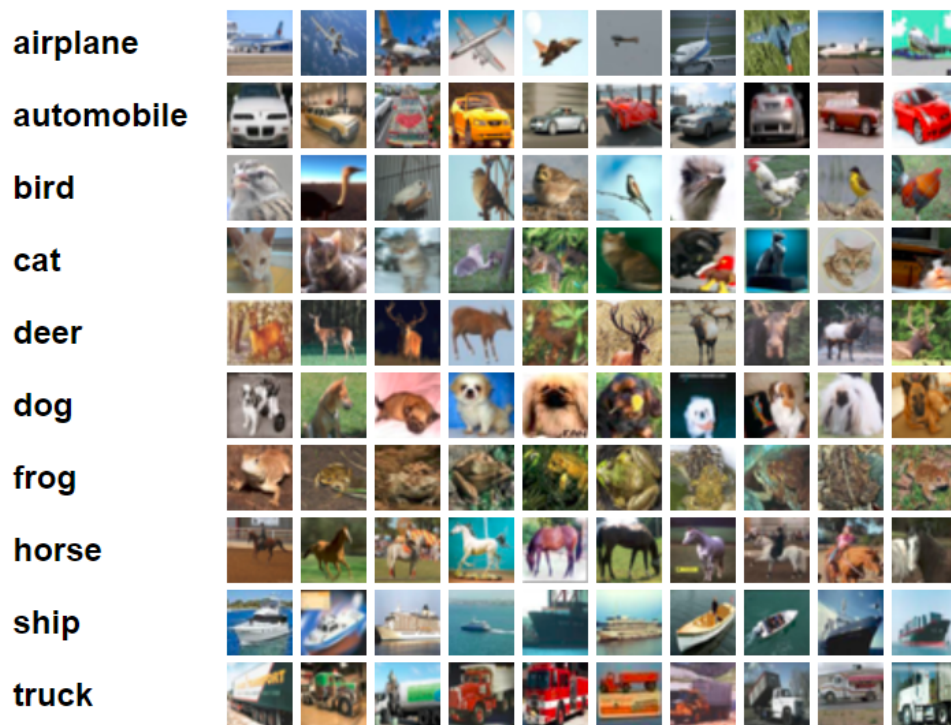 airplane
automobile
bird
cat
deer
dog
frog
horse
ship
truck